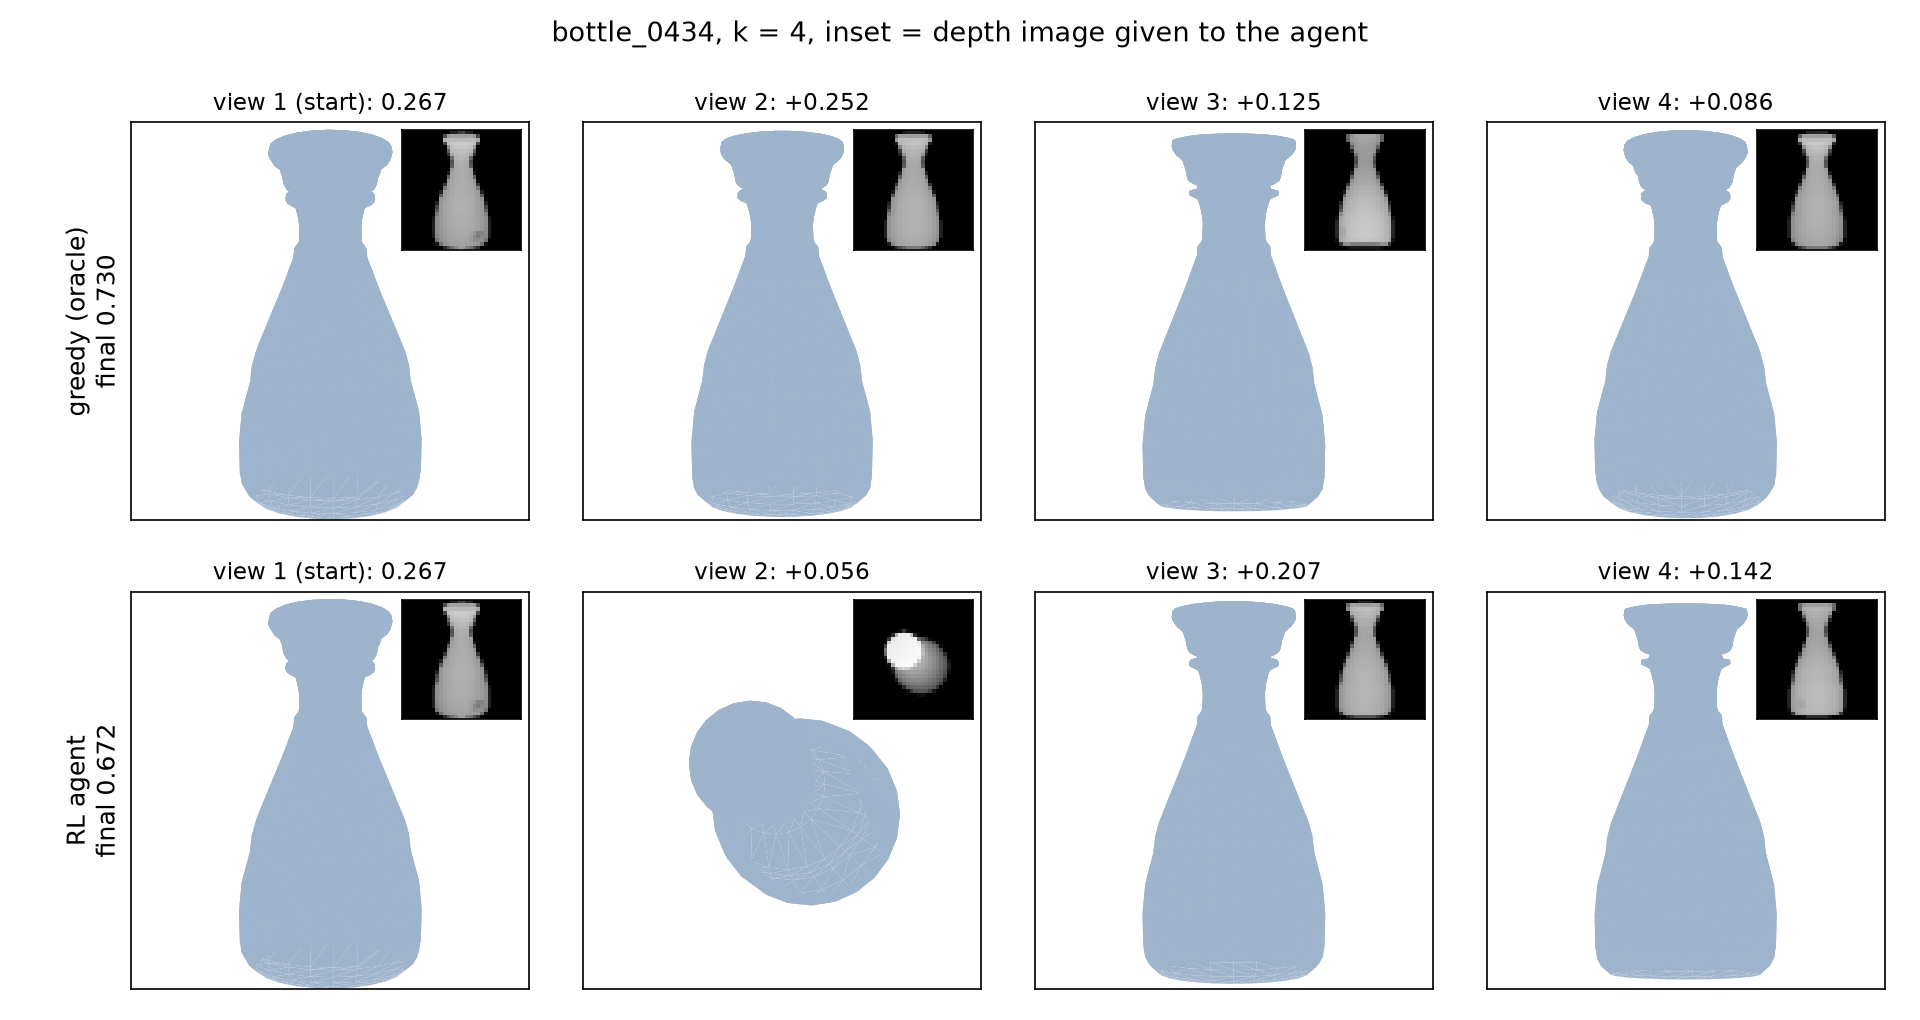 bottle_0434, k = 4, inset = depth image given to the agent
view 1 (start): 0.267
view 2: +0.252
view 3: +0.125
view 4: +0.086
greedy (oracle)
final 0.730
view 1 (start): 0.267
view 2: +0.056
view 3: +0.207
view 4: +0.142
RL agent
final 0.672